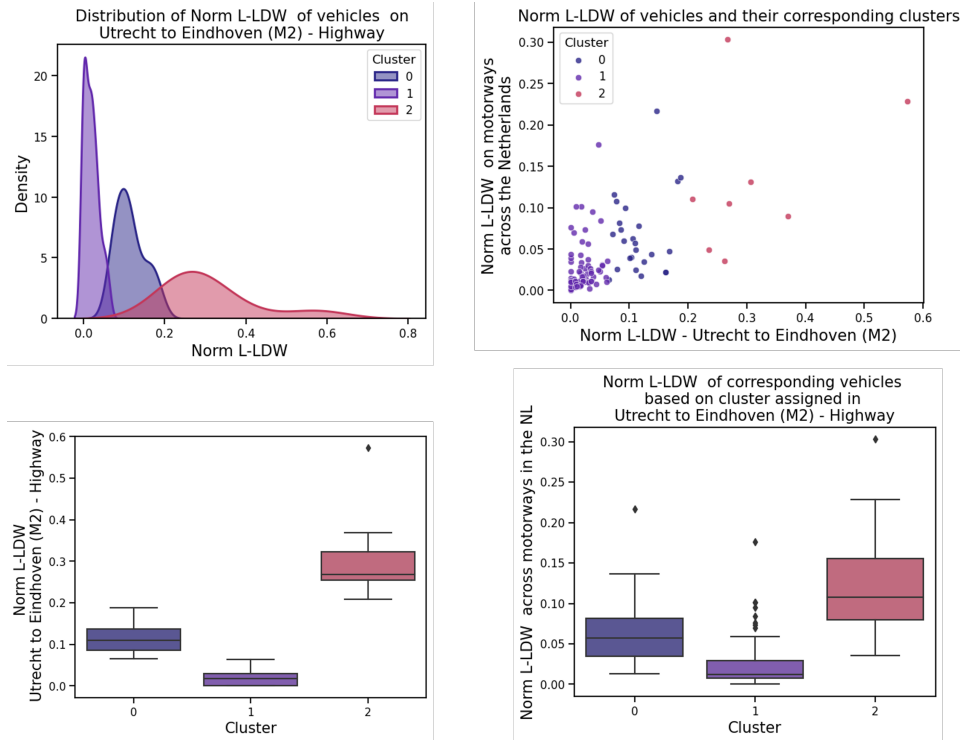 Distribution of Norm L-LDW of vehicles on
Utrecht to Eindhoven (M2) - Highway
Cluster
0
1
2
20
15
10
5
0
Density
0.0 0.2 0.4 0.6 0.8
Norm L-LDW
Norm L-LDW of vehicles and their corresponding clusters
Cluster
0
1
2
0.30
0.25
0.20
0.15
0.10
0.05
0.00
Norm L-LDW on motorways
across the Netherlands
0.0 0.1 0.2 0.3 0.4 0.5 0.6
Norm L-LDW - Utrecht to Eindhoven (M2)
0.6
0.5
0.4
0.3
0.2
0.1
0.0
Norm L-LDW
Utrecht to Eindhoven (M2) - Highway
0 1 2
Cluster
Norm L-LDW of corresponding vehicles
based on cluster assigned in
Utrecht to Eindhoven (M2) - Highway
0.30
0.25
0.20
0.15
0.10
0.05
0.00
Norm L-LDW across motorways in the NL
0 1 2
Cluster